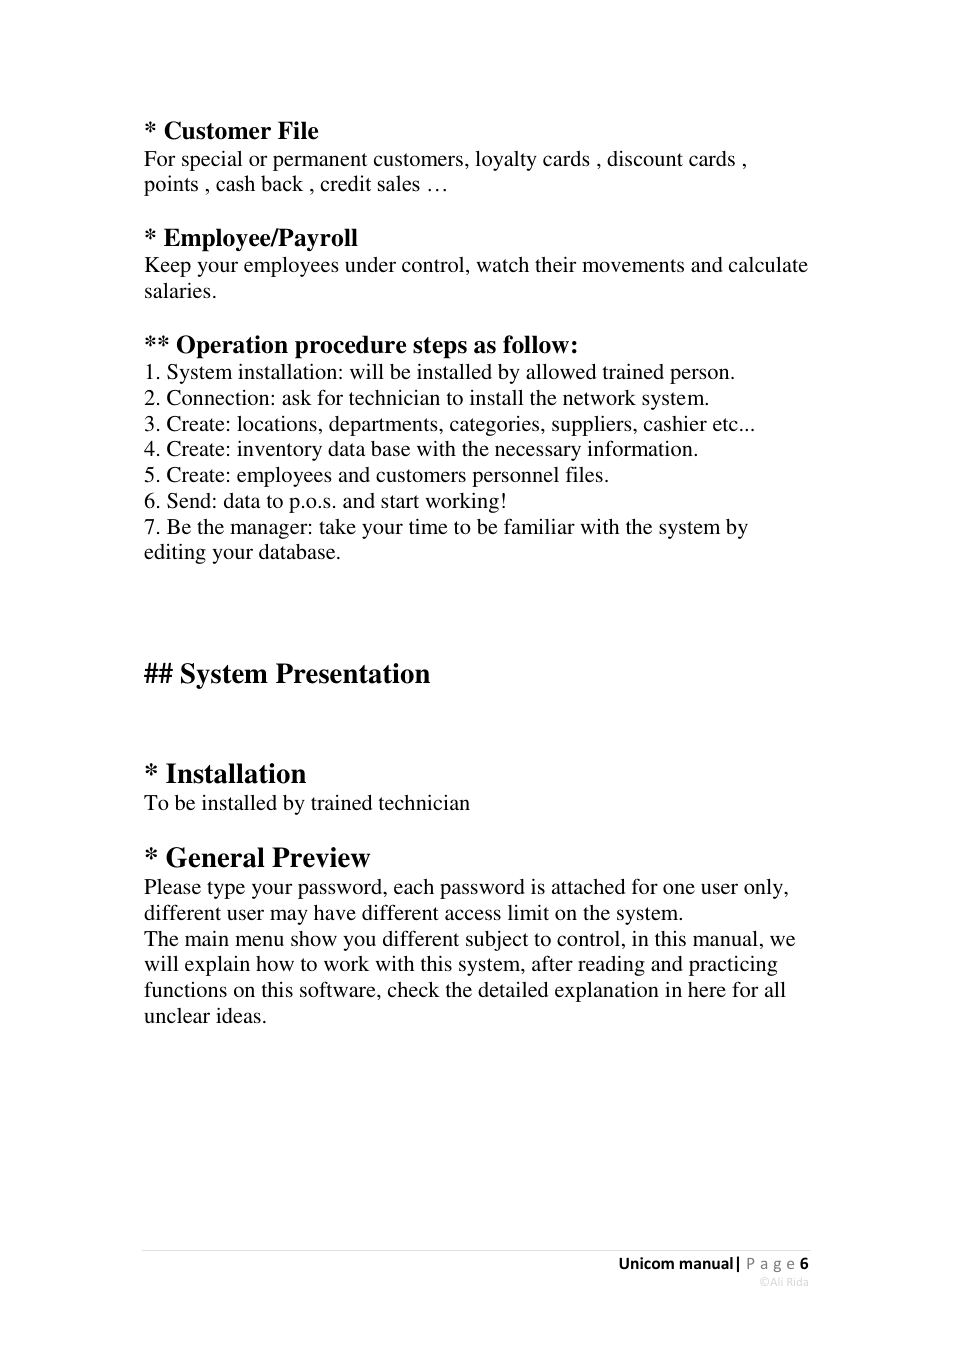 * Customer File
For special or permanent customers, loyalty cards , discount cards ,
points , cash back , credit sales …
* Employee/Payroll
Keep your employees under control, watch their movements and calculate
salaries.
** Operation procedure steps as follow:
1. System installation: will be installed by allowed trained person.
2. Connection: ask for technician to install the network system.
3. Create: locations, departments, categories, suppliers, cashier etc...
4. Create: inventory data base with the necessary information.
5. Create: employees and customers personnel files.
6. Send: data to p.o.s. and start working!
7. Be the manager: take your time to be familiar with the system by
editing your database.
## System Presentation
* Installation
To be installed by trained technician
* General Preview
Please type your password, each password is attached for one user only,
different user may have different access limit on the system.
The main menu show you different subject to control, in this manual, we
will explain how to work with this system, after reading and practicing
functions on this software, check the detailed explanation in here for all
unclear ideas.
Unicom manual| P a g e 6
©Ali Rida